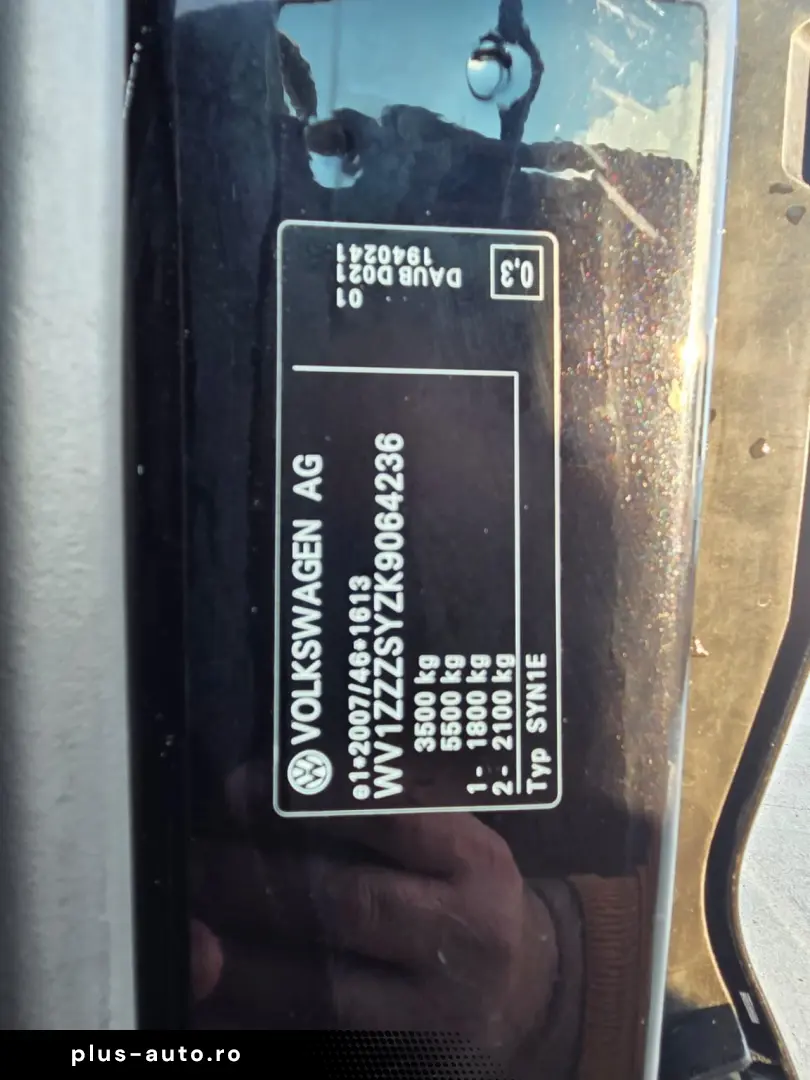 VOLKSWAGEN AG
e1*2007/46*1613
WV1ZZZSYZK9064236
3500 kg
5500 kg
1- 1800 kg
2- 2100 kg
Typ SYN1E
01
DAUB D021
1940241
0,3
plus-auto.ro